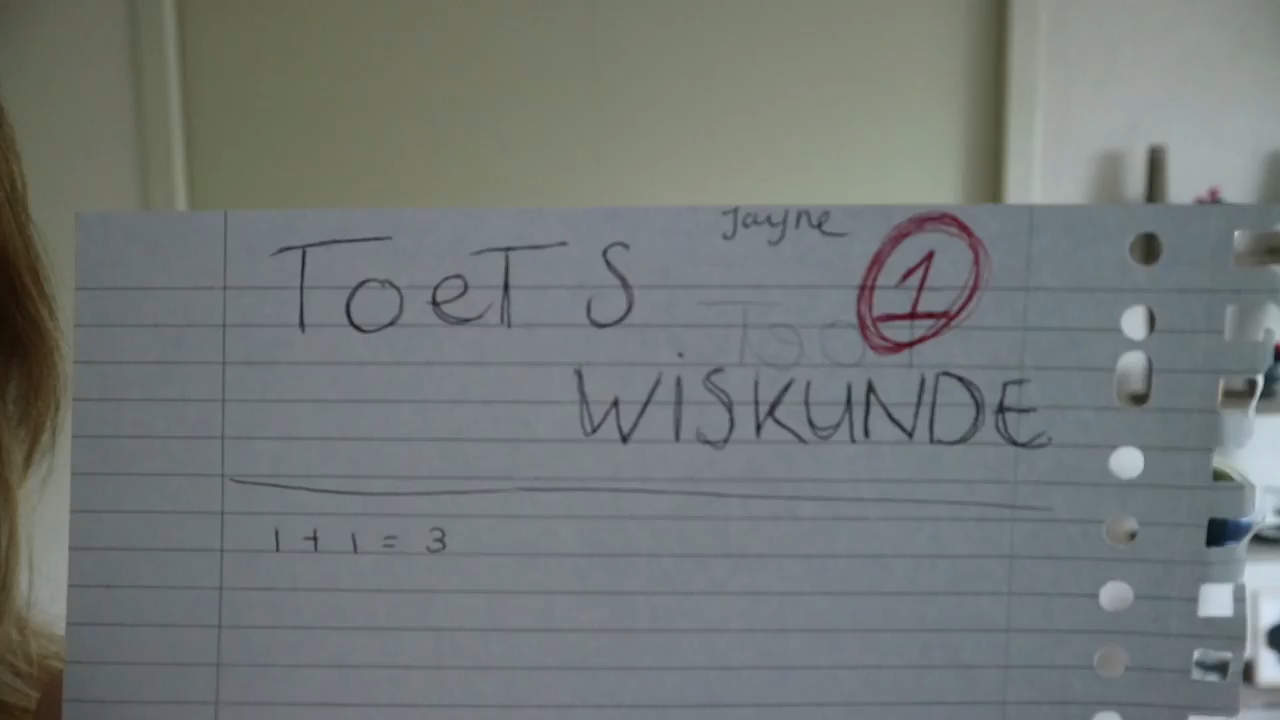 Jayne
ToeTS
1
WiSKUNDE
1 + 1 = 3